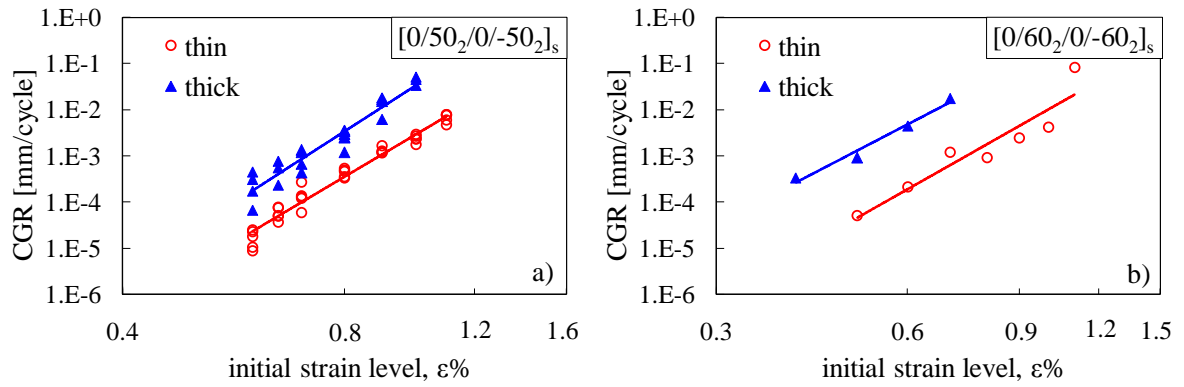 1.E+0
1.E-1
1.E-2
1.E-3
1.E-4
1.E-5
1.E-6
CGR [mm/cycle]
thin
thick
[0/50₂/0/-50₂]ₛ
a)
0.4 0.8 1.2 1.6
initial strain level, ε%
1.E+0
1.E-1
1.E-2
1.E-3
1.E-4
1.E-5
1.E-6
CGR [mm/cycle]
thin
thick
[0/60₂/0/-60₂]ₛ
b)
0.3 0.6 0.9 1.2 1.5
initial strain level, ε%